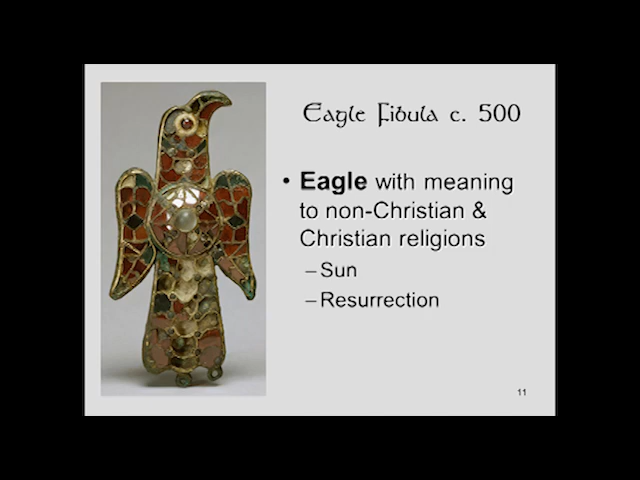 Eagle Fibula c. 500
• Eagle with meaning
to non-Christian &
Christian religions
–Sun
–Resurrection
11